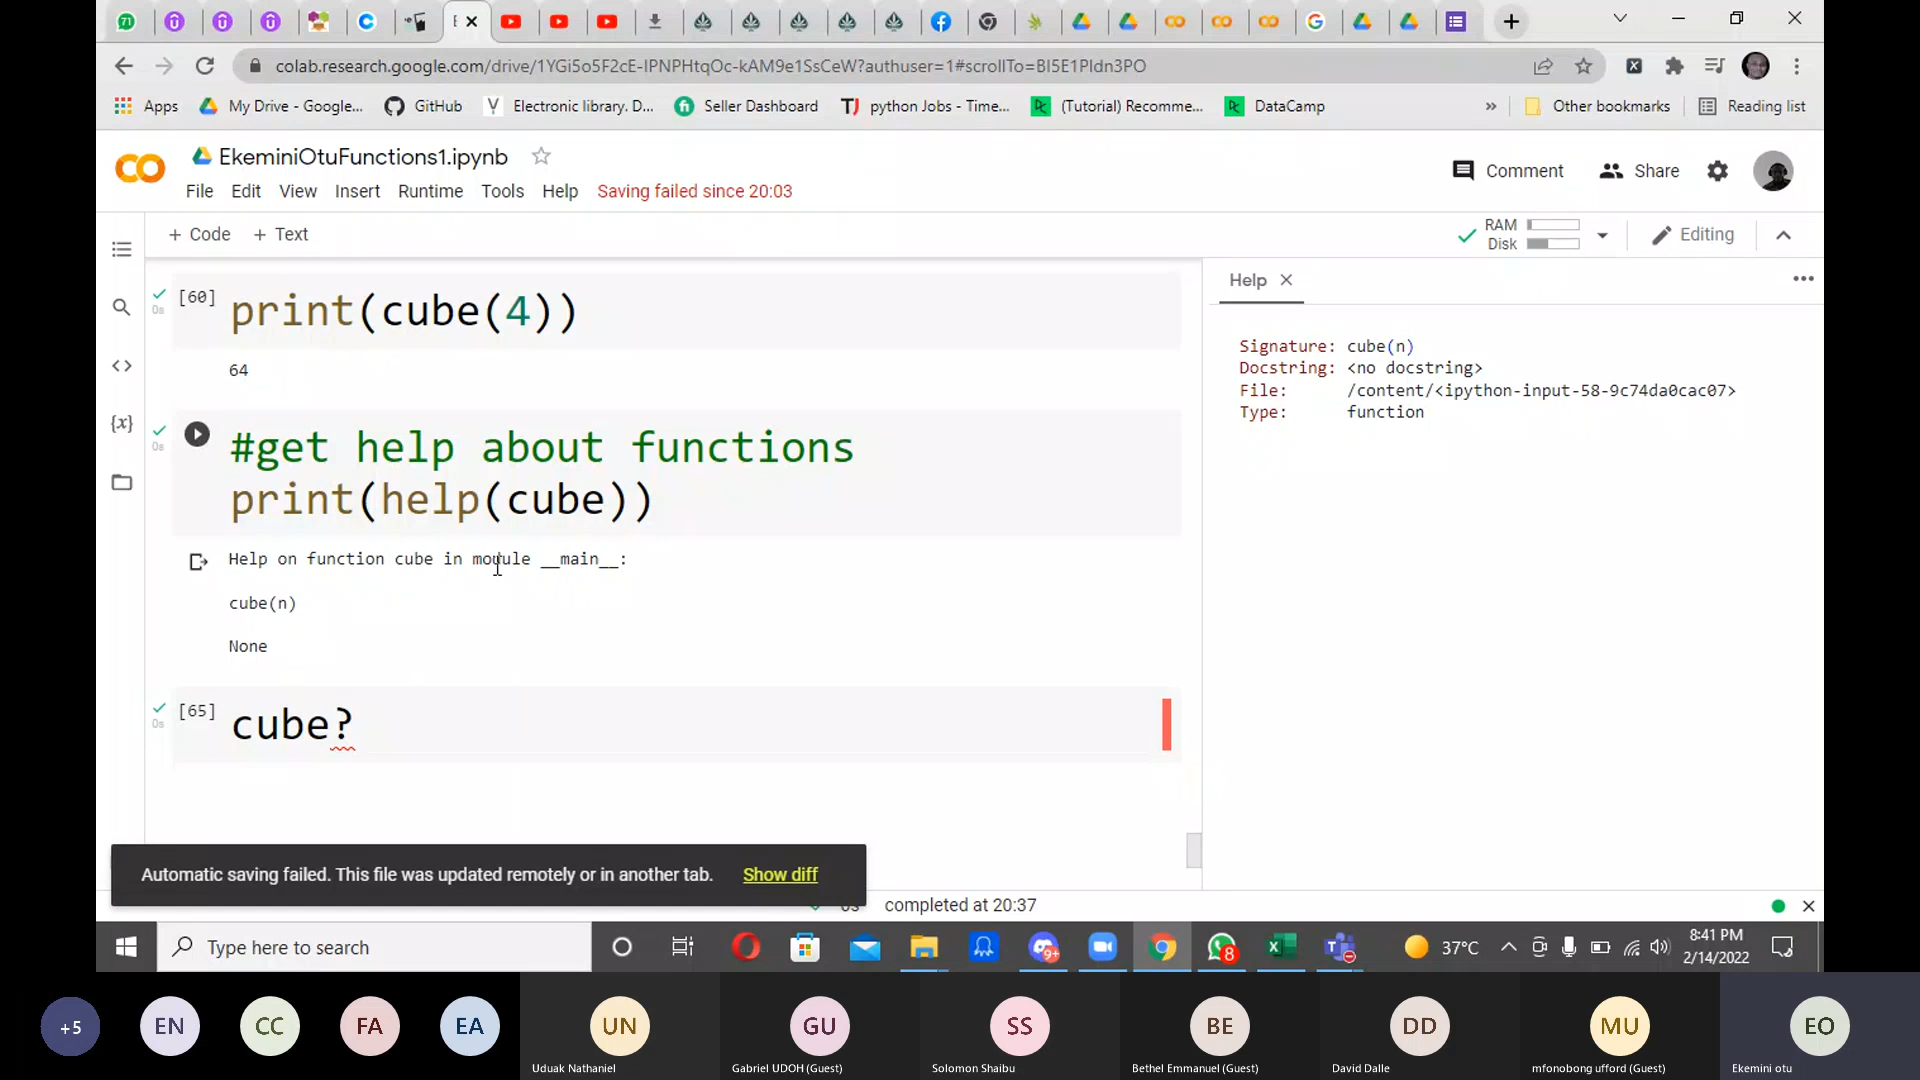 71
colab.research.google.com/drive/1YGi5o5F2cE-IPNPHtqOc-kAM9e1SsCeW?authuser=1#scrollTo=BI5E1PIdn3PO
Apps
My Drive - Google...
GitHub
Electronic library. D...
Seller Dashboard
python Jobs - Time...
(Tutorial) Recomme...
DataCamp
»
Other bookmarks
Reading list
EkeminiOtuFunctions1.ipynb
Comment
Share
File Edit View Insert Runtime Tools Help Saving failed since 20:03
+ Code + Text
RAM
Disk
Editing
[60] print(cube(4))
0s
64
#get help about functions
0s
print(help(cube))
Help on function cube in module __main__:
cube(n)
None
[65] cube?
0s
Help
Signature: cube(n)
Docstring: <no docstring>
File: /content/<ipython-input-58-9c74da0cac07>
Type: function
Automatic saving failed. This file was updated remotely or in another tab. Show diff
completed at 20:37
Type here to search
9+
8
37°C
8:41 PM
2/14/2022
+5
EN
CC
FA
EA
UN
GU
SS
BE
DD
MU
EO
Uduak Nathaniel
Gabriel UDOH (Guest)
Solomon Shaibu
Bethel Emmanuel (Guest)
David Dalle
mfonobong ufford (Guest)
Ekemini otu